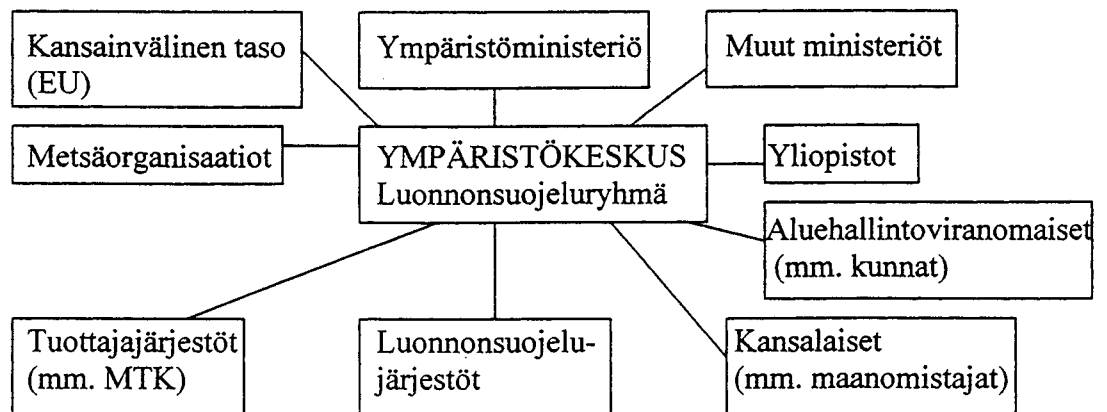 Kansainvälinen taso
(EU)
Ympäristöministeriö
Muut ministeriöt
Metsäorganisaatiot
YMPÄRISTÖKESKUS
Luonnonsuojeluryhmä
Yliopistot
Aluehallintoviranomaiset
(mm. kunnat)
Tuottajajärjestöt
(mm. MTK)
Luonnonsuojelu-
järjestöt
Kansalaiset
(mm. maanomistajat)